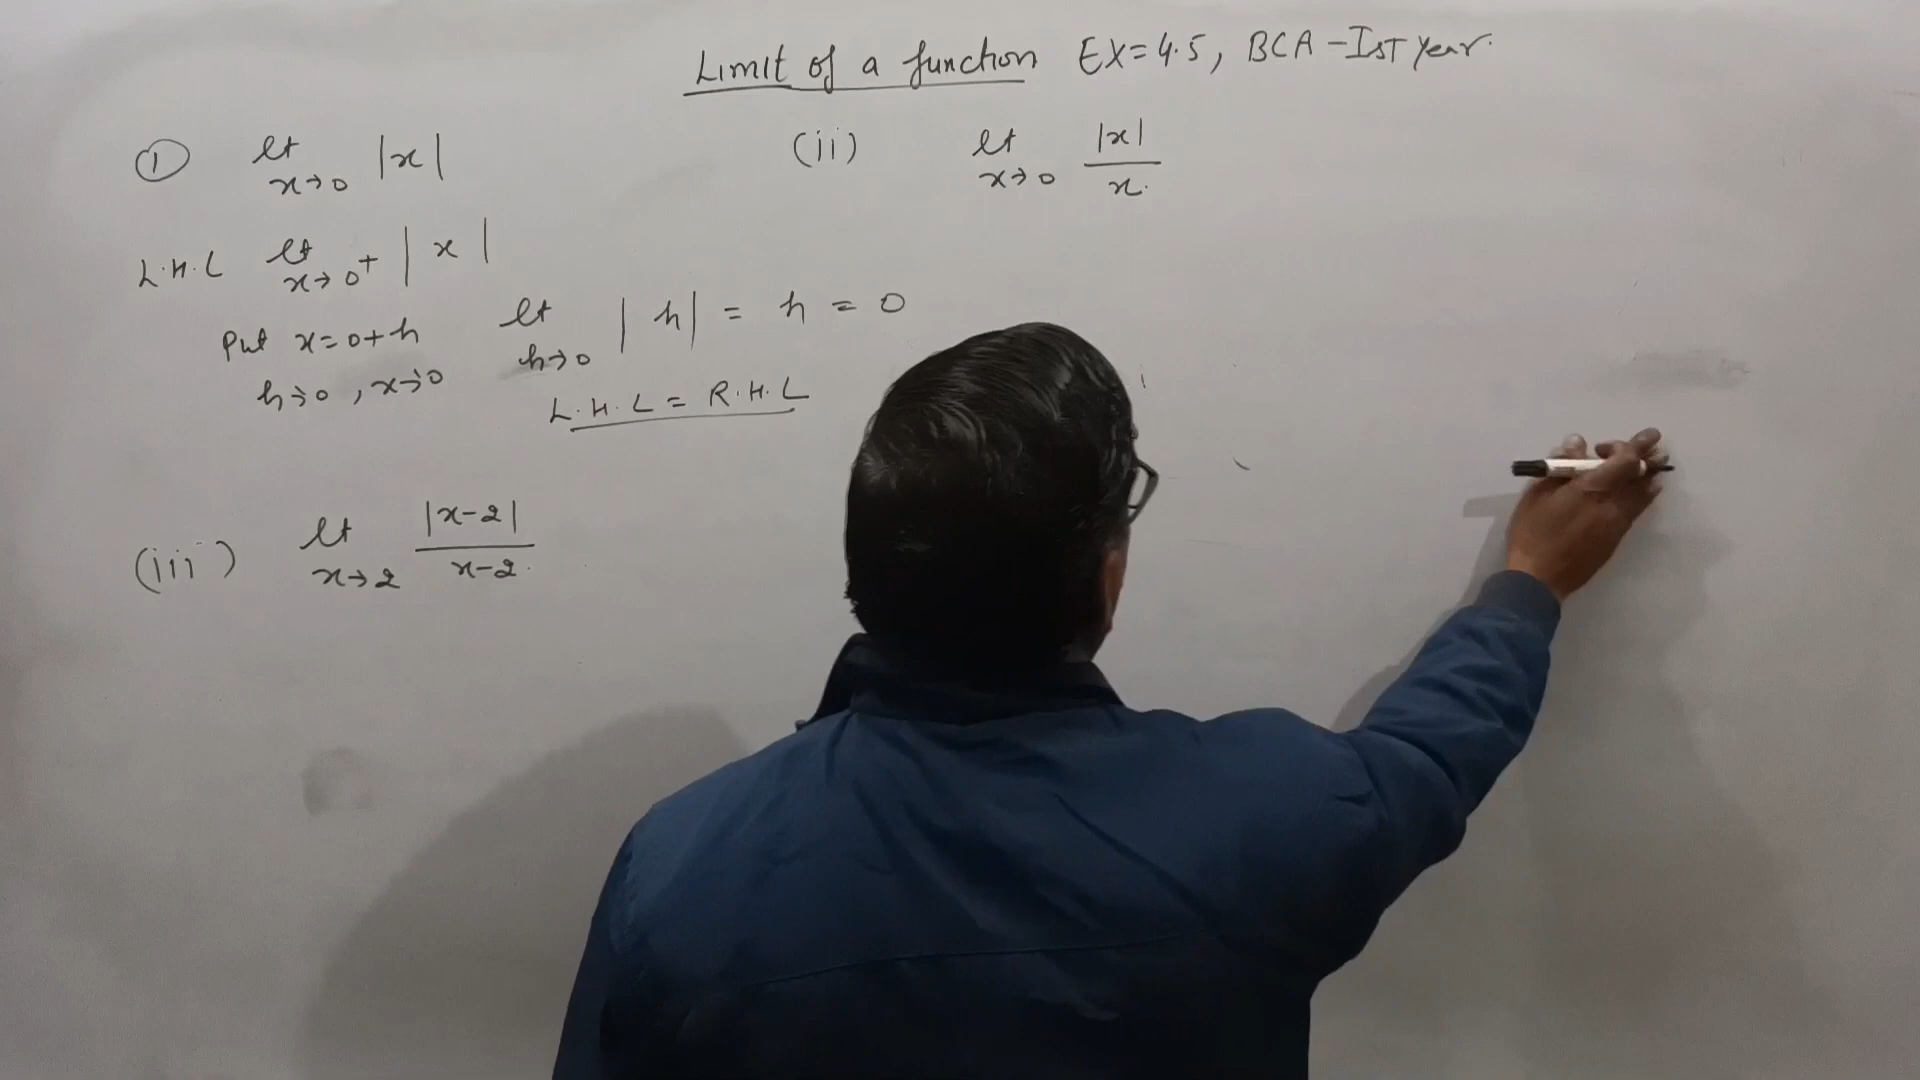 Limit of a function EX=4.5, BCA-Ist year.
① lt x→0 |x|
(ii) lt x→0 |x|/x.
L.H.L lt x→0+ |x|
Put x=0+h lt h→0 |h| = h = 0
h→0, x→0
L.H.L = R.H.L
(iii) lt x→2 |x-2|/x-2.